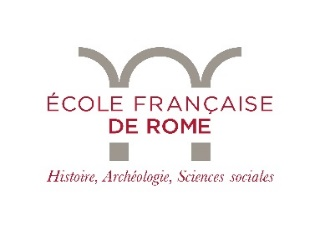 ÉCOLE FRANÇAISE
DE ROME
Histoire, Archéologie, Sciences sociales